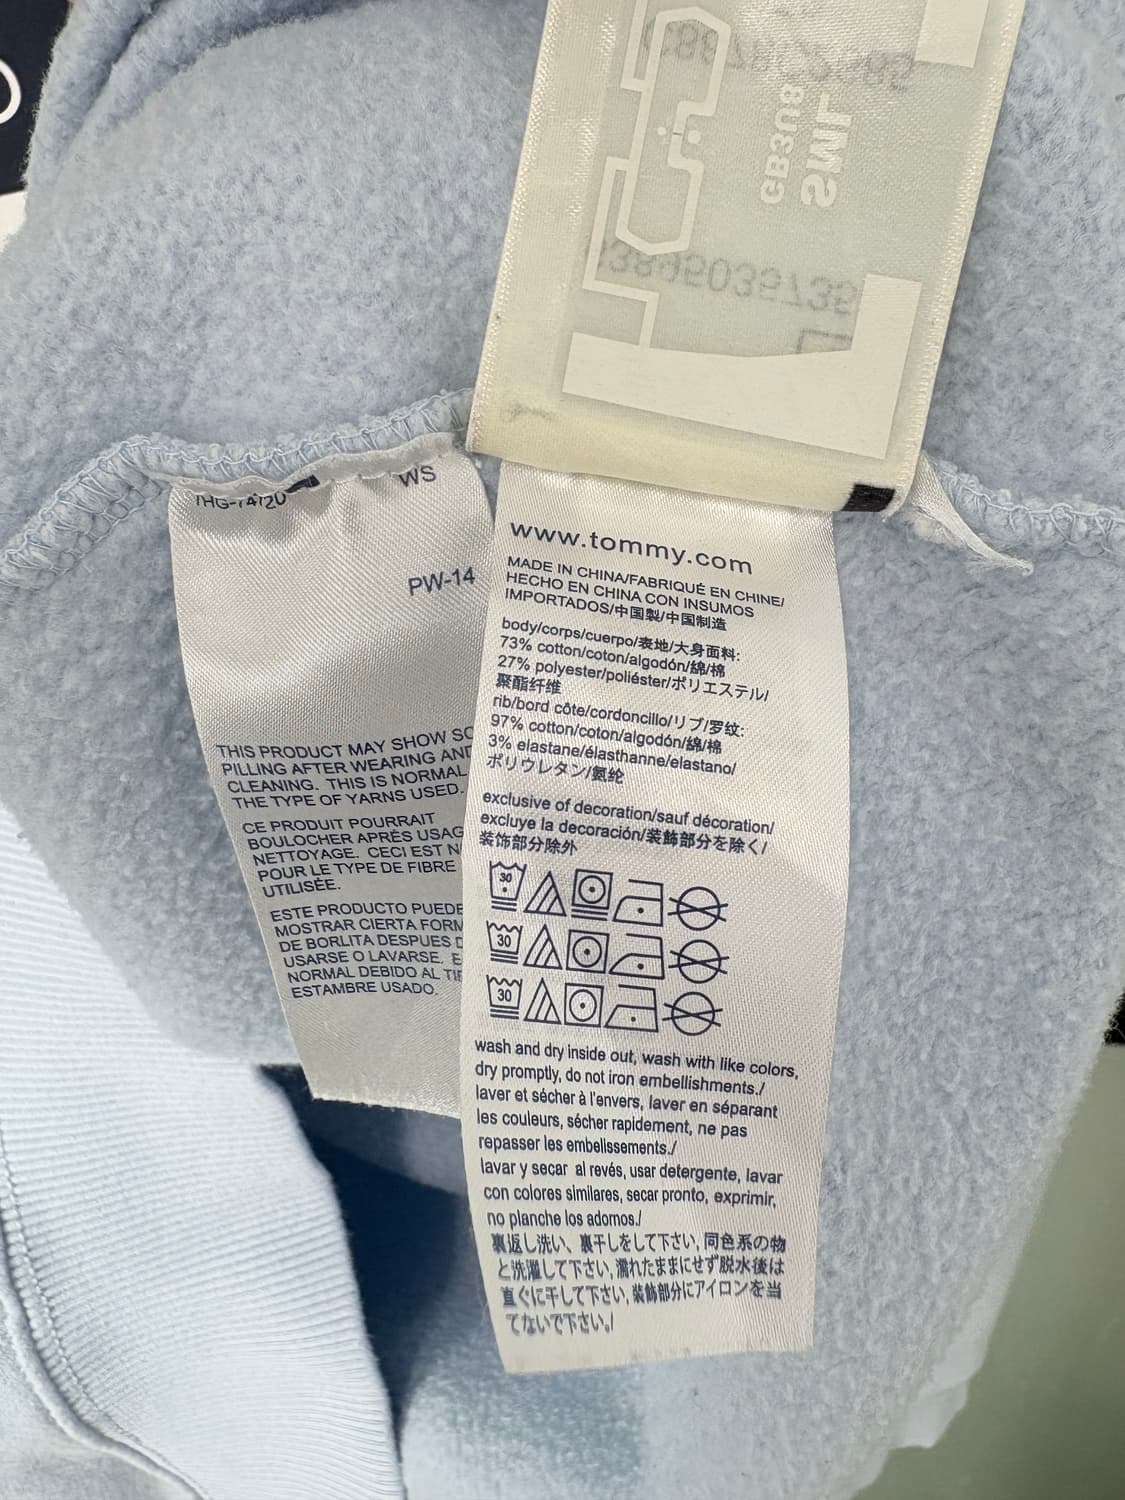 SML
GB308
THG-14120
WS
PW-14
THIS PRODUCT MAY SHOW
PILLING AFTER WEARING AND
CLEANING. THIS IS NORMAL
THE TYPE OF YARNS USED.
CE PRODUIT POURRAIT
BOULOCHER APRÈS
NETTOYAGE. CECI EST
POUR LE TYPE DE FIBRE
UTILISÉE.
ESTE PRODUCTO PUEDE
MOSTRAR CIERTA
DE BORLITA DESPUES
USARSE O LAVARSE.
NORMAL DEBIDO AL
ESTAMBRE USADO.
www.tommy.com
MADE IN CHINA/FABRIQUÉ EN CHINE/
HECHO EN CHINA CON INSUMOS
IMPORTADOS/中国製/中国制造
body/corps/cuerpo/表地/大身面料:
73% cotton/coton/algodón/綿/棉
27% polyester/poliéster/ポリエステル/
聚酯纤维
rib/bord côte/cordoncillo/リブ/罗纹:
97% cotton/coton/algodón/綿/棉
3% elastane/élasthanne/elastano/
ポリウレタン/氨纶
exclusive of decoration/sauf décoration/
excluye la decoración/装飾部分を除く/
装饰部分除外
30
30
30
wash and dry inside out, wash with like colors,
dry promptly, do not iron embellishments./
laver et sécher à l'envers, laver en séparant
les couleurs, sécher rapidement, ne pas
repasser les embelissements./
lavar y secar al revés, usar detergente, lavar
con colores similares, secar pronto, exprimir,
no planche los adornos./
裏返し洗い、裏干しをして下さい, 同色系の物
と洗濯して下さい, 濡れたままにせず脱水後は
直ぐに干して下さい, 装飾部分にアイロンを当
てないで下さい。/